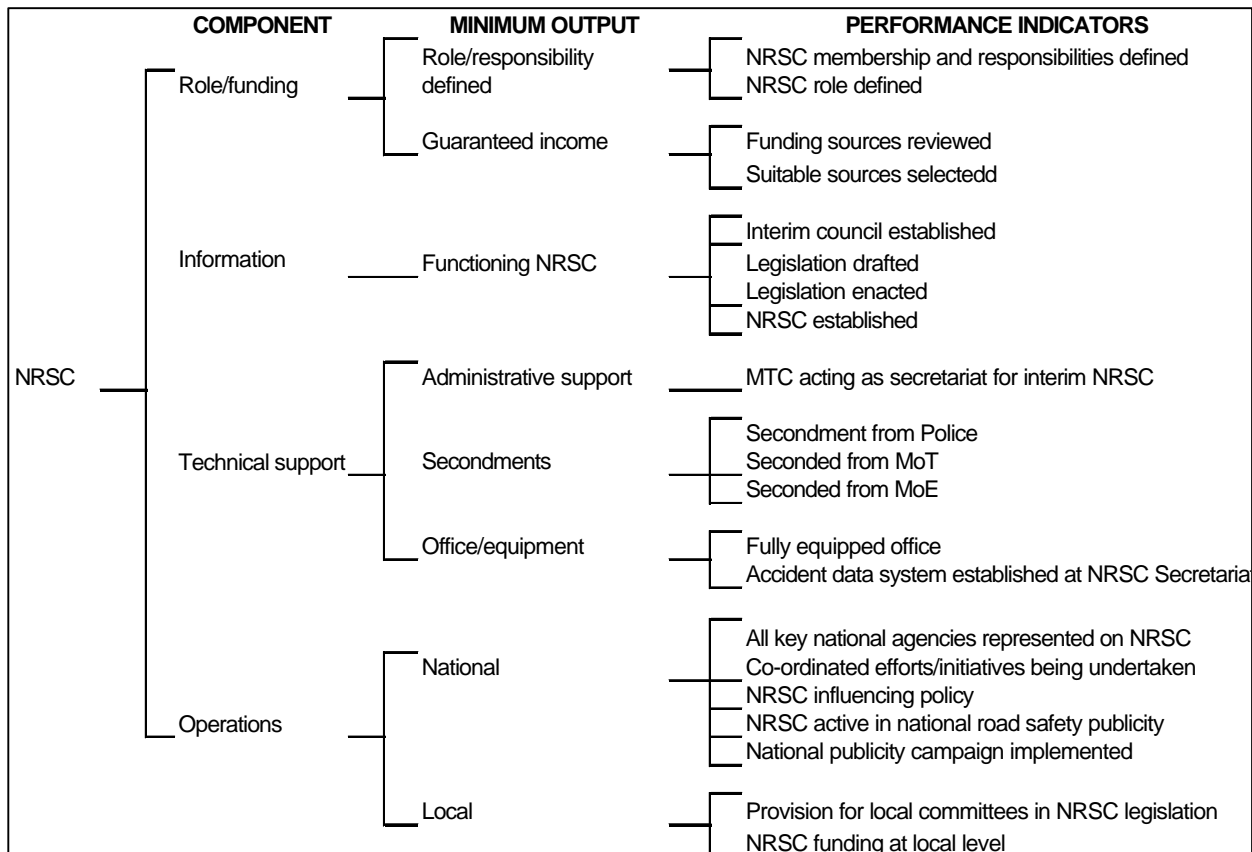 COMPONENT MINIMUM OUTPUT PERFORMANCE INDICATORS
Role/responsibility
defined
NRSC membership and responsibilities defined
NRSC role defined
Role/funding
Guaranteed income
Funding sources reviewed
Suitable sources selectedd
Information
Functioning NRSC
Interim council established
Legislation drafted
Legislation enacted
NRSC established
NRSC
Administrative support
MTC acting as secretariat for interim NRSC
Technical support
Secondments
Secondment from Police
Seconded from MoT
Seconded from MoE
Office/equipment
Fully equipped office
Accident data system established at NRSC Secretariat
Operations
National
All key national agencies represented on NRSC
Co-ordinated efforts/initiatives being undertaken
NRSC influencing policy
NRSC active in national road safety publicity
National publicity campaign implemented
Local
Provision for local committees in NRSC legislation
NRSC funding at local level